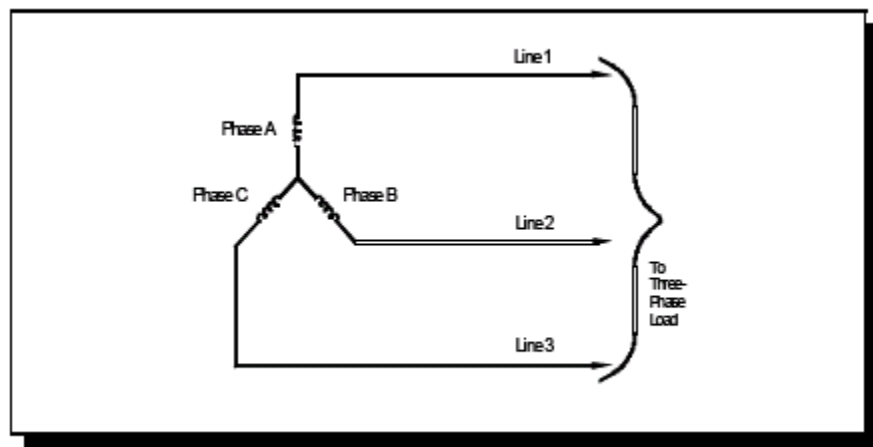 Line 1
Phase A
Phase C
Phase B
Line 2
To
Three-
Phase
Load
Line 3